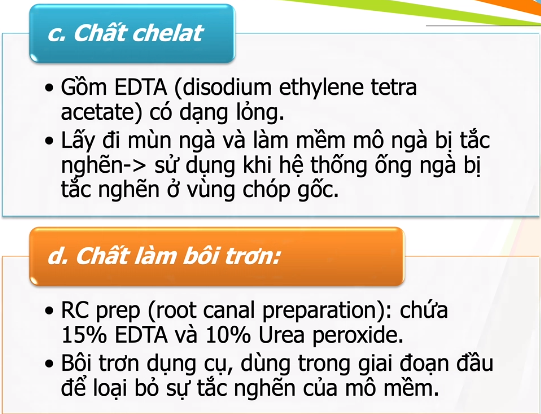 c. Chất chelat
• Gồm EDTA (disodium ethylene tetra
acetate) có dạng lỏng.
• Lấy đi mùn ngà và làm mềm mô ngà bị tắc
nghẽn-> sử dụng khi hệ thống ống ngà bị
tắc nghẽn ở vùng chóp gốc.
d. Chất làm bôi trơn:
• RC prep (root canal preparation): chứa
15% EDTA và 10% Urea peroxide.
• Bôi trơn dụng cụ, dùng trong giai đoạn đầu
để loại bỏ sự tắc nghẽn của mô mềm.